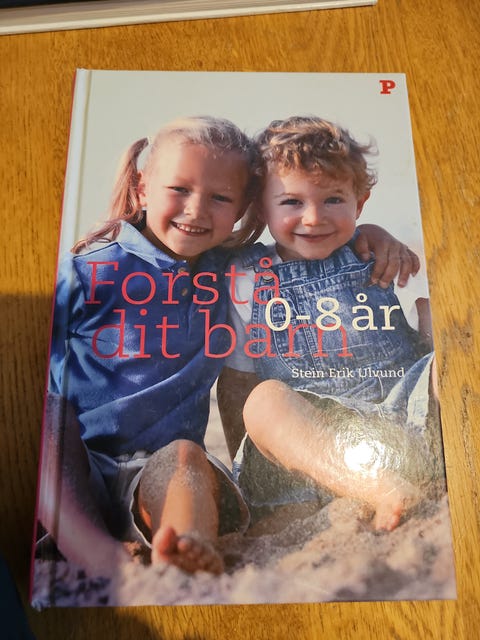 P
Forstå
0-8 år
dit barn
Stein Erik Ulvund